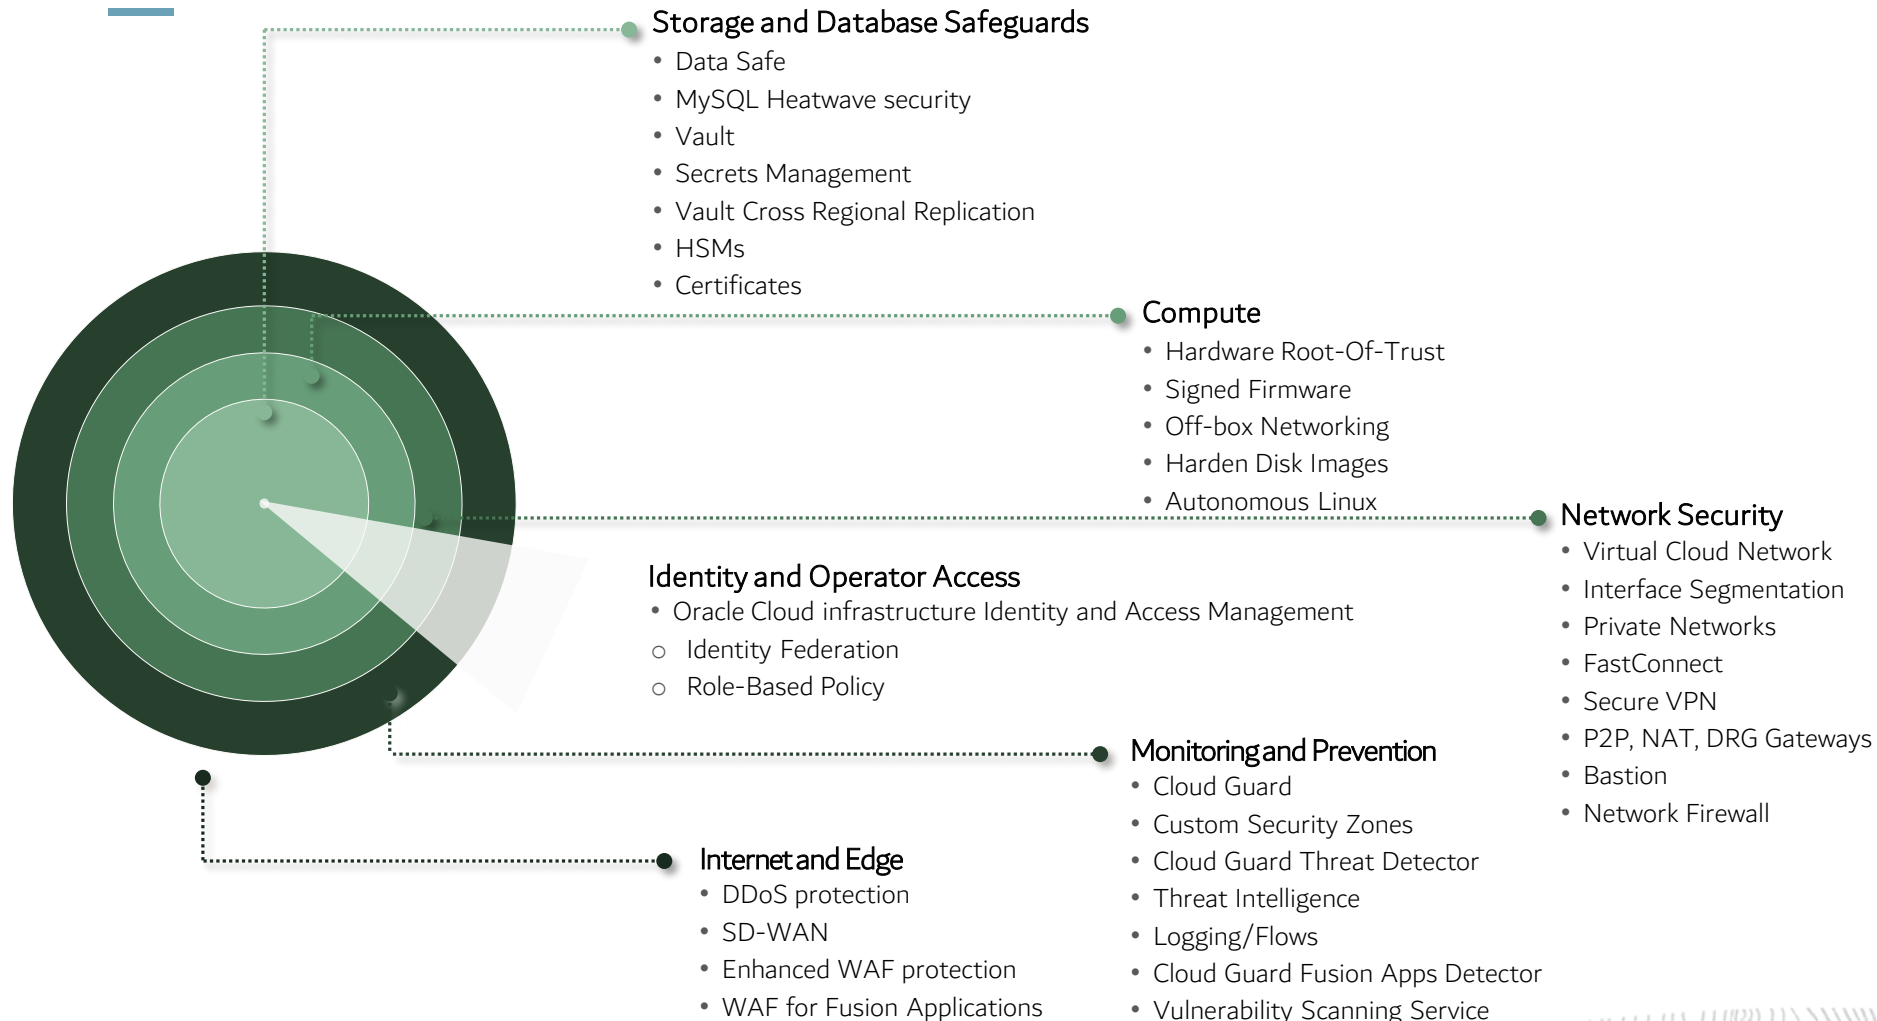 Storage and Database Safeguards
• Data Safe
• MySQL Heatwave security
• Vault
• Secrets Management
• Vault Cross Regional Replication
• HSMs
• Certificates
Compute
• Hardware Root-Of-Trust
• Signed Firmware
• Off-box Networking
• Harden Disk Images
• Autonomous Linux
Network Security
• Virtual Cloud Network
• Interface Segmentation
• Private Networks
• FastConnect
• Secure VPN
• P2P, NAT, DRG Gateways
• Bastion
• Network Firewall
Identity and Operator Access
• Oracle Cloud infrastructure Identity and Access Management
○ Identity Federation
○ Role-Based Policy
Monitoring and Prevention
• Cloud Guard
• Custom Security Zones
• Cloud Guard Threat Detector
• Threat Intelligence
• Logging/Flows
• Cloud Guard Fusion Apps Detector
• Vulnerability Scanning Service
Internet and Edge
• DDoS protection
• SD-WAN
• Enhanced WAF protection
• WAF for Fusion Applications